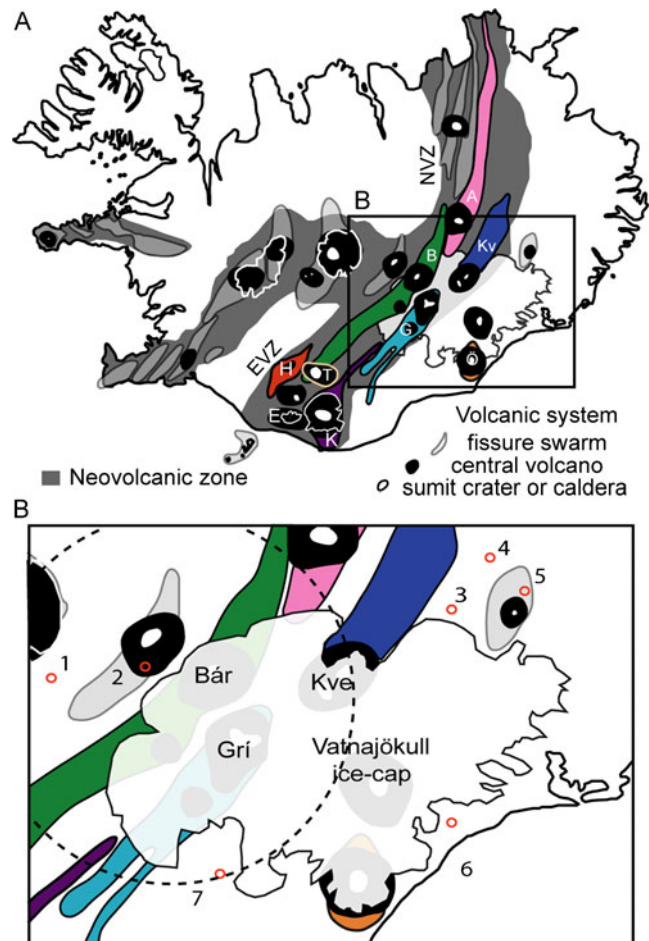 A
NVZ
A
B
B
Kv
G
EVZ
H
T
Ö
E
K
Volcanic system
fissure swarm
Neovolcanic zone
central volcano
sumit crater or caldera
B
4
5
3
1
2
Bár
Kve
Grí
Vatnajökull
ice-cap
6
7